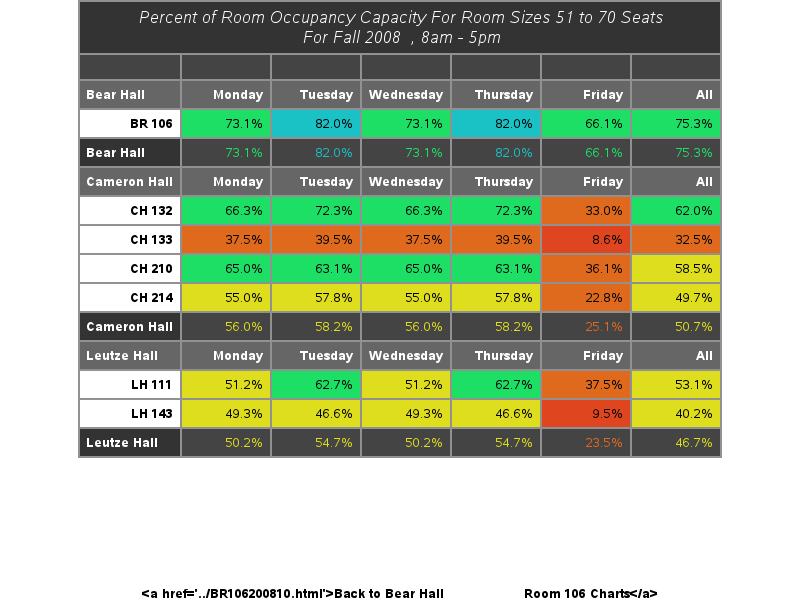 Percent of Room Occupancy Capacity For Room Sizes 51 to 70 Seats
For Fall 2008 , 8am - 5pm
Bear Hall Monday Tuesday Wednesday Thursday Friday All
BR 106 73.1% 82.0% 73.1% 82.0% 66.1% 75.3%
Bear Hall 73.1% 82.0% 73.1% 82.0% 66.1% 75.3%
Cameron Hall Monday Tuesday Wednesday Thursday Friday All
CH 132 66.3% 72.3% 66.3% 72.3% 33.0% 62.0%
CH 133 37.5% 39.5% 37.5% 39.5% 8.6% 32.5%
CH 210 65.0% 63.1% 65.0% 63.1% 36.1% 58.5%
CH 214 55.0% 57.8% 55.0% 57.8% 22.8% 49.7%
Cameron Hall 56.0% 58.2% 56.0% 58.2% 25.1% 50.7%
Leutze Hall Monday Tuesday Wednesday Thursday Friday All
LH 111 51.2% 62.7% 51.2% 62.7% 37.5% 53.1%
LH 143 49.3% 46.6% 49.3% 46.6% 9.5% 40.2%
Leutze Hall 50.2% 54.7% 50.2% 54.7% 23.5% 46.7%
<a href='../BR106200810.html'>Back to Bear Hall Room 106 Charts</a>